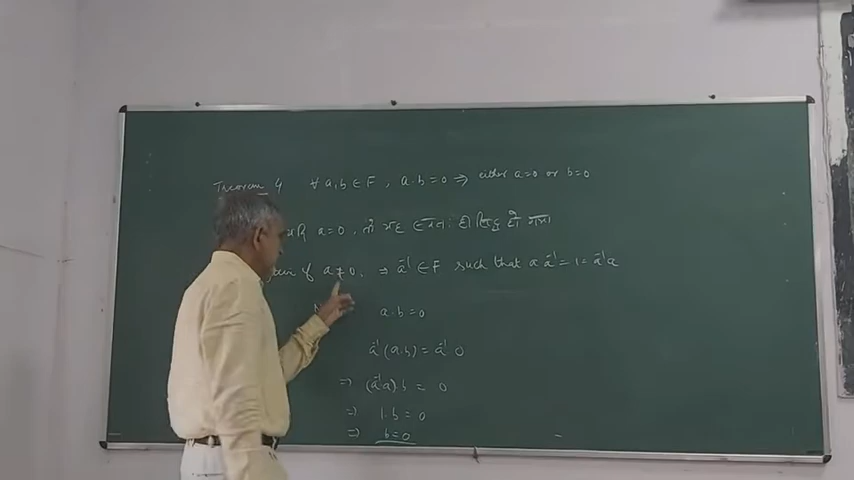 Theorem 4 ∀ a,b ∈ F, a.b=0 ⇒ either a=0 or b=0
यदि a=0, तो यह स्वतः ही सिद्ध हो गया
if a≠0, ⇒ a⁻¹ ∈ F such that a a⁻¹ = 1 = a⁻¹a
a.b=0
a⁻¹(a.b) = a⁻¹ 0
⇒ (a⁻¹a).b = 0
⇒ 1.b = 0
⇒ b=0